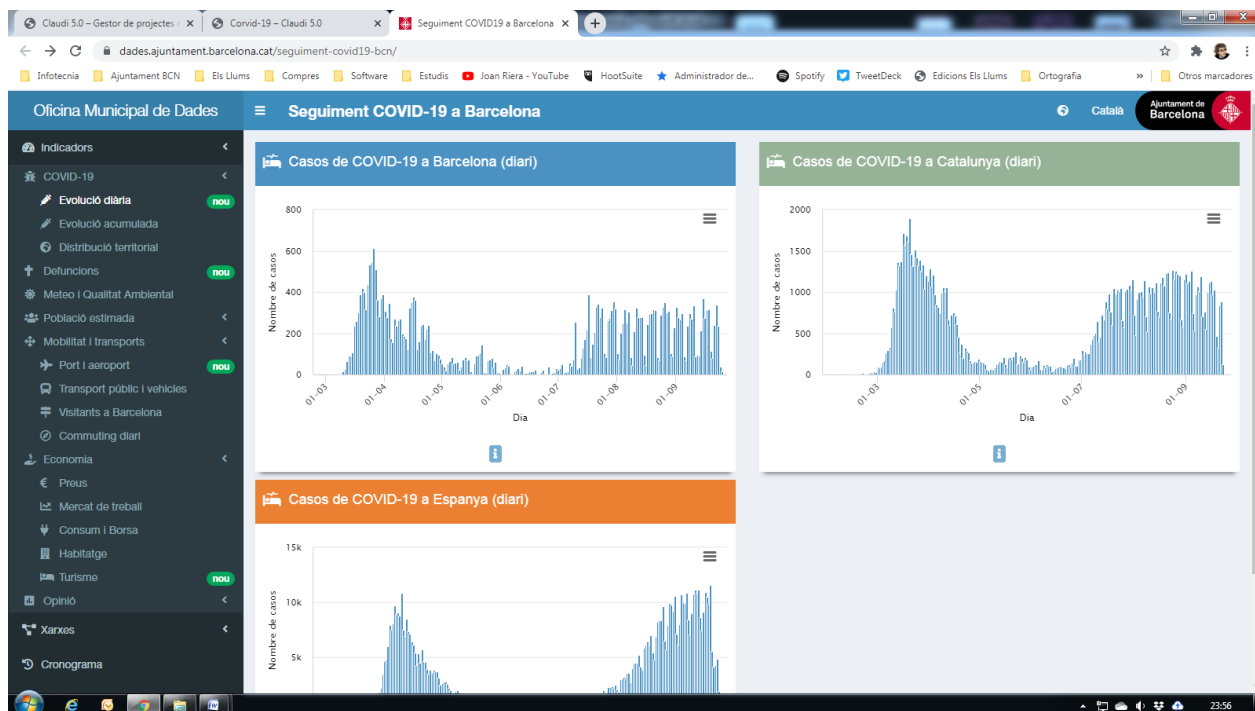 Claudi 5.0 – Gestor de projectes
Corvid-19 – Claudi 5.0
Seguiment COVID19 a Barcelona
dades.ajuntament.barcelona.cat/seguiment-covid19-bcn/
Infotecnia
Ajuntament BCN
Els Llums
Compres
Software
Estudis
Joan Riera - YouTube
HootSuite
Administrador de...
Spotify
TweetDeck
Edicions Els Llums
Ortografia
»
Otros marcadores
Oficina Municipal de Dades
Seguiment COVID-19 a Barcelona
Català
Ajuntament de
Barcelona
Indicadors
COVID-19
Evolució diària nou
Evolució acumulada
Distribució territorial
Defuncions nou
Meteo i Qualitat Ambiental
Població estimada
Mobilitat i transports
Port i aeroport nou
Transport públic i vehicles
Visitants a Barcelona
Commuting diari
Economia
€ Preus
Mercat de treball
Consum i Borsa
Habitatge
Turisme nou
Opinió
Xarxes
Cronograma
Casos de COVID-19 a Barcelona (diari)
Nombre de casos
800
600
400
200
0
01-03 01-04 01-05 01-06 01-07 01-08 01-09
Dia
i
Casos de COVID-19 a Catalunya (diari)
Nombre de casos
2000
1500
1000
500
0
01-03 01-05 01-07 01-09
Dia
i
Casos de COVID-19 a Espanya (diari)
Nombre de casos
15k
10k
5k
23:56